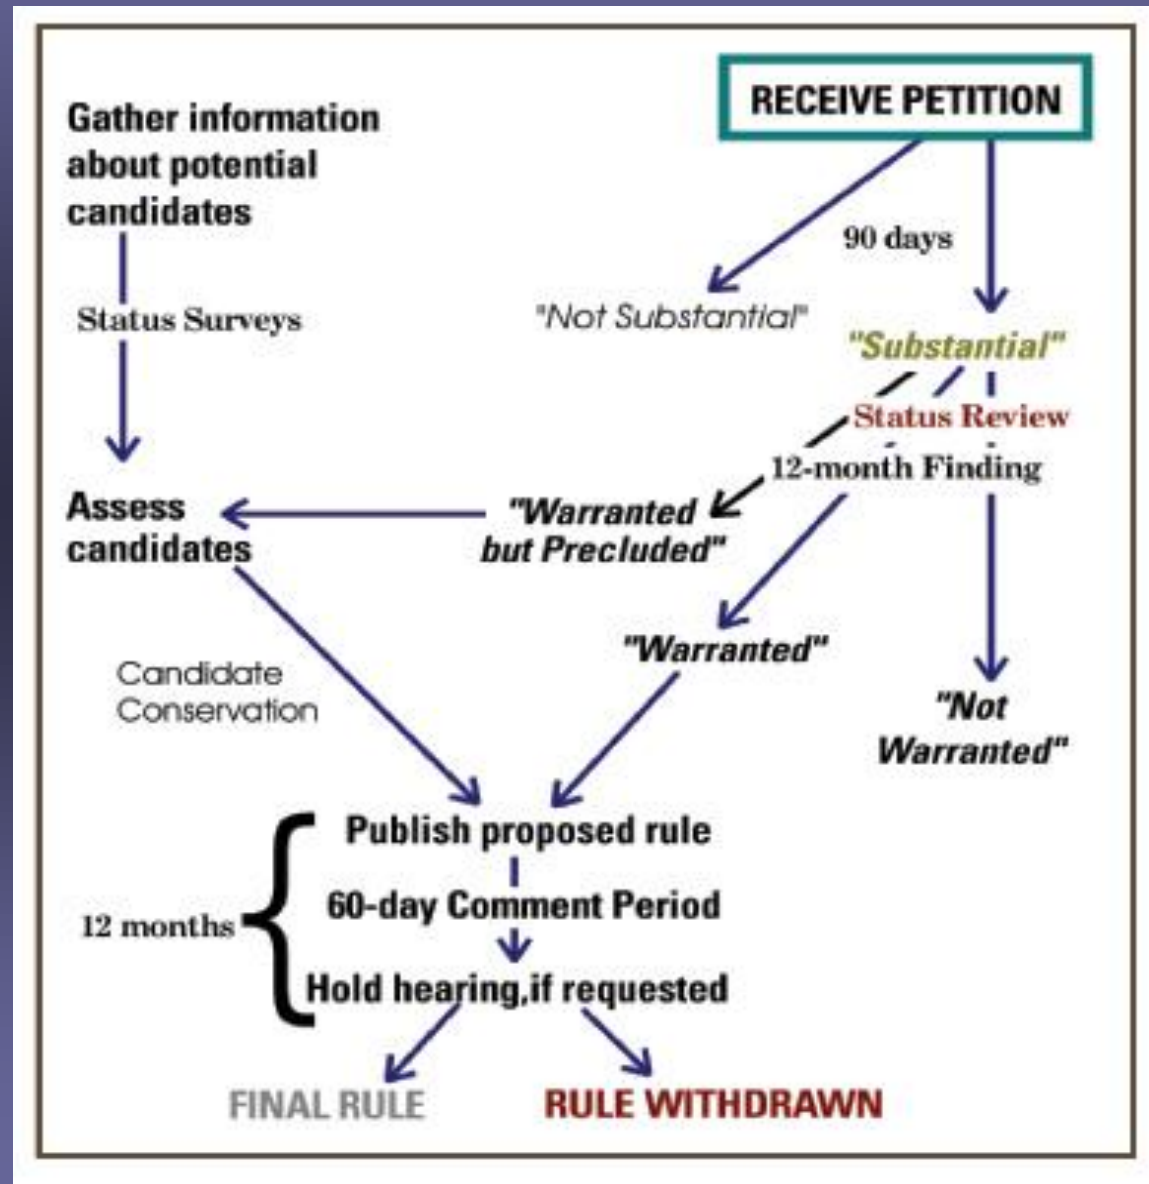 RECEIVE PETITION
Gather information
about potential
candidates
90 days
Status Surveys
"Not Substantial"
"Substantial"
Status Review
12-month Finding
Assess
candidates
"Warranted
but Precluded"
"Warranted"
Candidate
Conservation
"Not
Warranted"
Publish proposed rule
60-day Comment Period
12 months
Hold hearing,if requested
FINAL RULE
RULE WITHDRAWN